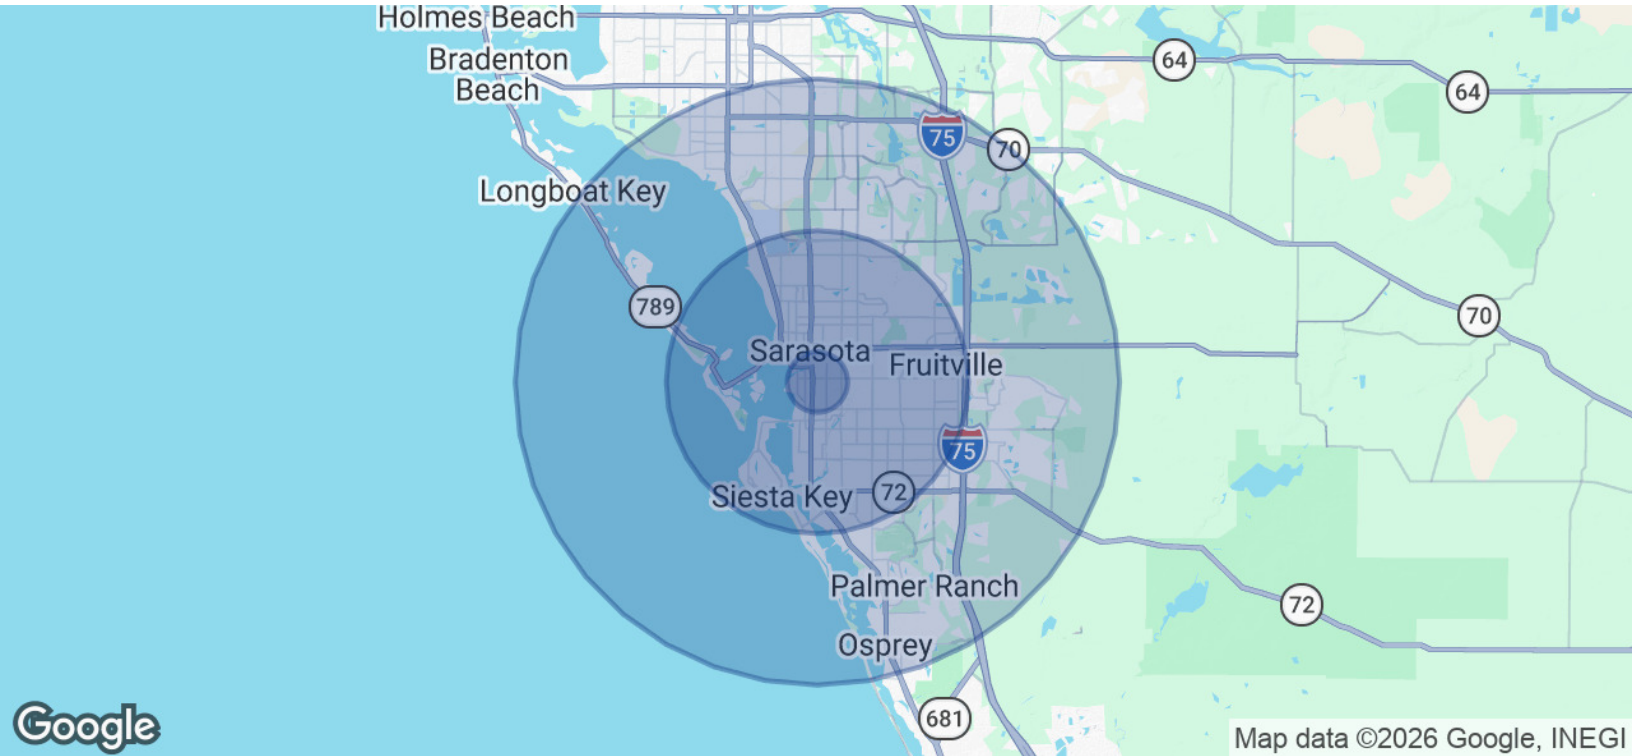 Holmes Beach
Bradenton
Beach
64
64
75
70
Longboat Key
789
70
Sarasota
Fruitville
75
Siesta Key
72
Palmer Ranch
72
Osprey
681
Google
Map data ©2026 Google, INEGI